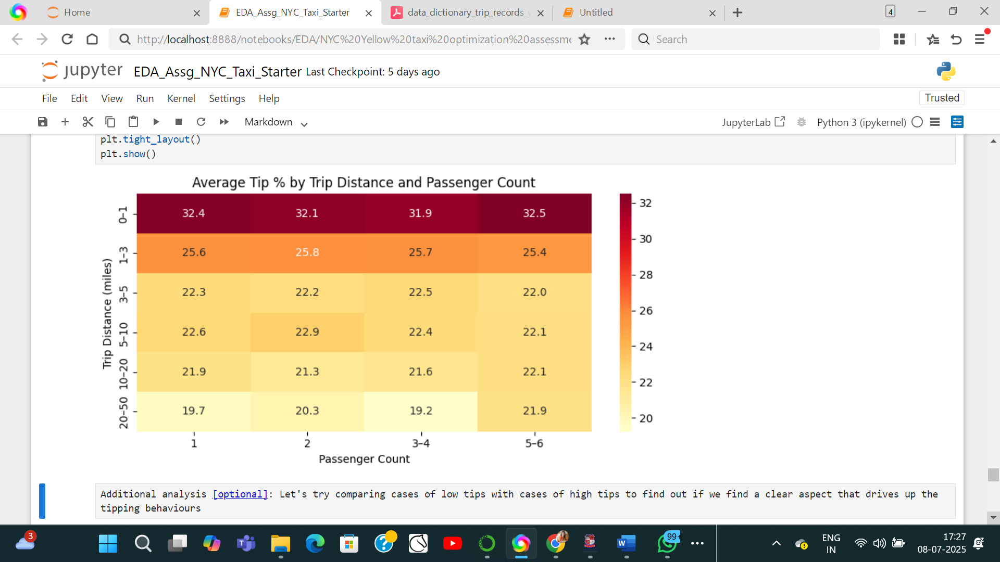 Home
EDA_Assg_NYC_Taxi_Starter
data_dictionary_trip_records_
Untitled
4
http://localhost:8888/notebooks/EDA/NYC%20Yellow%20taxi%20optimization%20assessme
Search
jupyter EDA_Assg_NYC_Taxi_Starter Last Checkpoint: 5 days ago
File Edit View Run Kernel Settings Help
Trusted
Markdown
JupyterLab
Python 3 (ipykernel)
plt.tight_layout()
plt.show()
Average Tip % by Trip Distance and Passenger Count
Trip Distance (miles)
0–1 32.4 32.1 31.9 32.5
1–3 25.6 25.8 25.7 25.4
3–5 22.3 22.2 22.5 22.0
5–10 22.6 22.9 22.4 22.1
10–20 21.9 21.3 21.6 22.1
20–50 19.7 20.3 19.2 21.9
1 2 3–4 5–6
Passenger Count
32
30
28
26
24
22
20
Additional analysis [optional]: Let's try comparing cases of low tips with cases of high tips to find out if we find a clear aspect that drives up the
tipping behaviours
3
99+
ENG
IN
17:27
08-07-2025